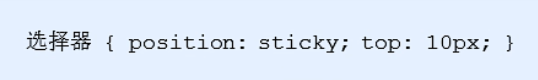 选择器 { position: sticky; top: 10px; }